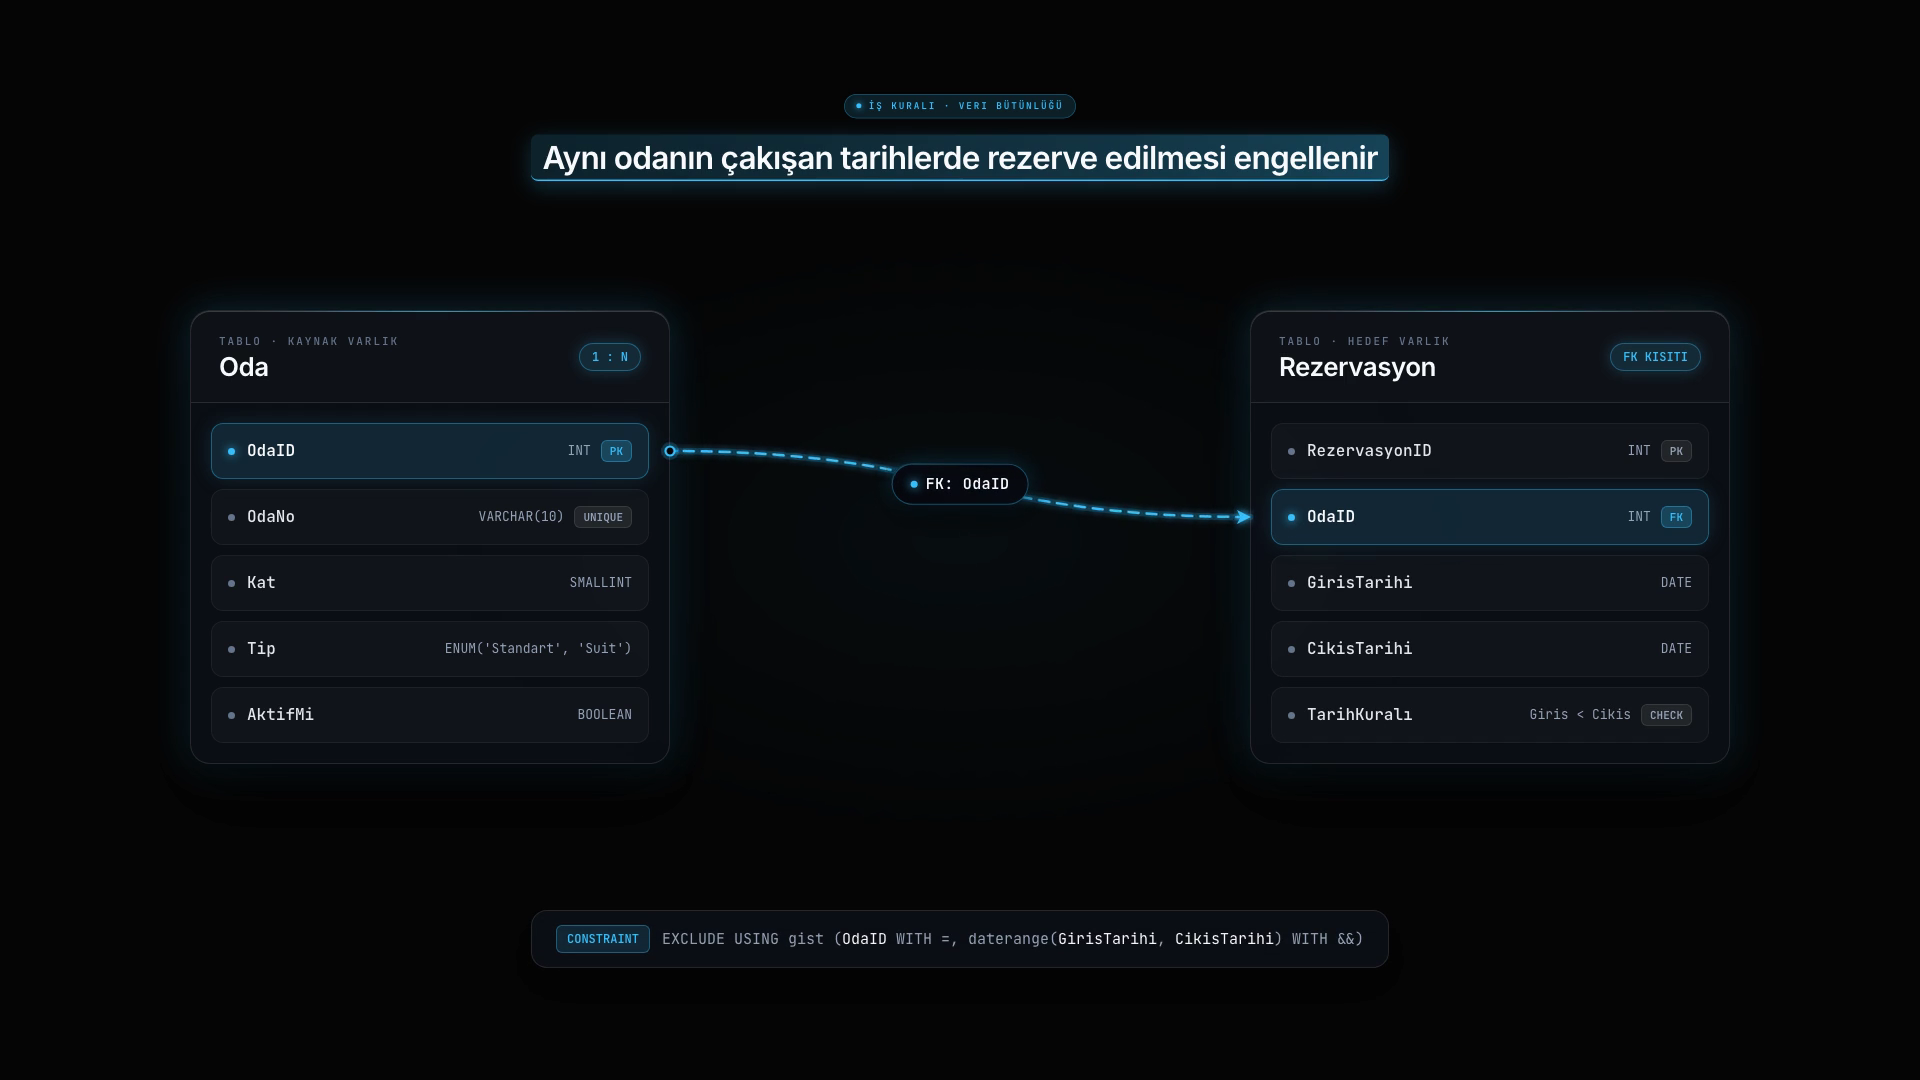 İŞ KURALI · VERI BÜTÜNLÜĞÜ
Aynı odanın çakışan tarihlerde rezerve edilmesi engellenir
TABLO · KAYNAK VARLIK
Oda
1 : N
OdaID INT PK
OdaNo VARCHAR(10) UNIQUE
Kat SMALLINT
Tip ENUM('Standart', 'Suit')
AktifMi BOOLEAN
FK: OdaID
TABLO · HEDEF VARLIK
Rezervasyon
FK KISITI
RezervasyonID INT PK
OdaID INT FK
GirisTarihi DATE
CikisTarihi DATE
TarihKuralı Giris < Cikis CHECK
CONSTRAINT EXCLUDE USING gist (OdaID WITH =, daterange(GirisTarihi, CikisTarihi) WITH &&)